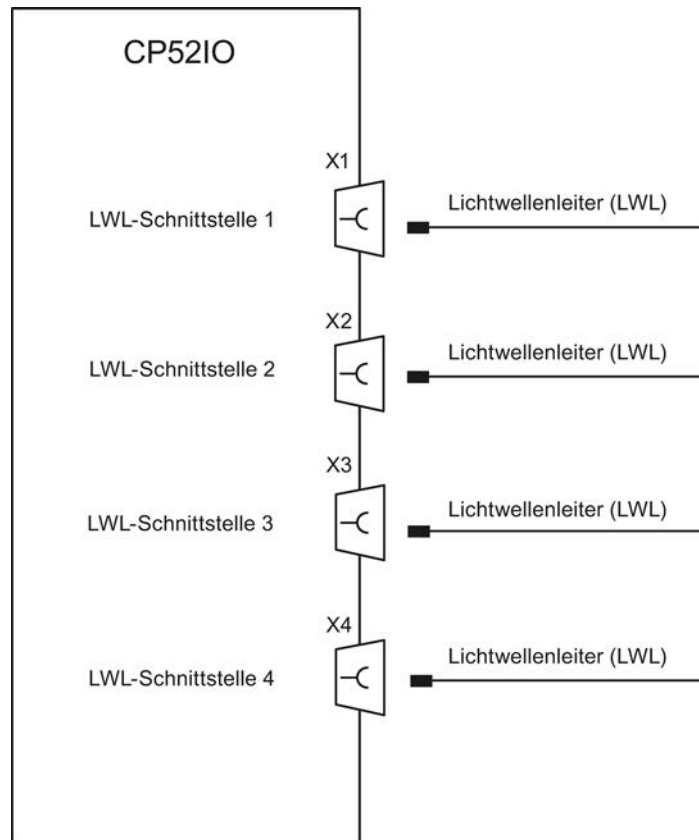 CP52IO
X1
LWL-Schnittstelle 1
Lichtwellenleiter (LWL)
X2
LWL-Schnittstelle 2
Lichtwellenleiter (LWL)
X3
LWL-Schnittstelle 3
Lichtwellenleiter (LWL)
X4
LWL-Schnittstelle 4
Lichtwellenleiter (LWL)